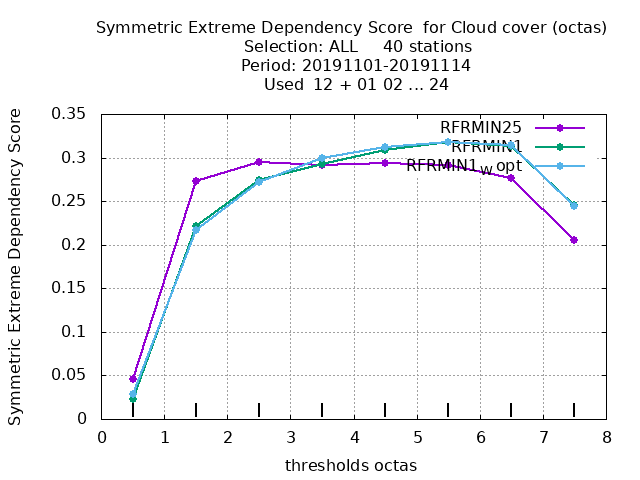 Symmetric Extreme Dependency Score  for Cloud cover (octas)
Selection: ALL     40 stations
Period: 20191101-20191114
Used  12 + 01 02 ... 24
Symmetric Extreme Dependency Score
0.35
0.3
0.25
0.2
0.15
0.1
0.05
0
RFRMIN25
RFRMIN1
RFRMIN1w opt
0 1 2 3 4 5 6 7 8
thresholds octas